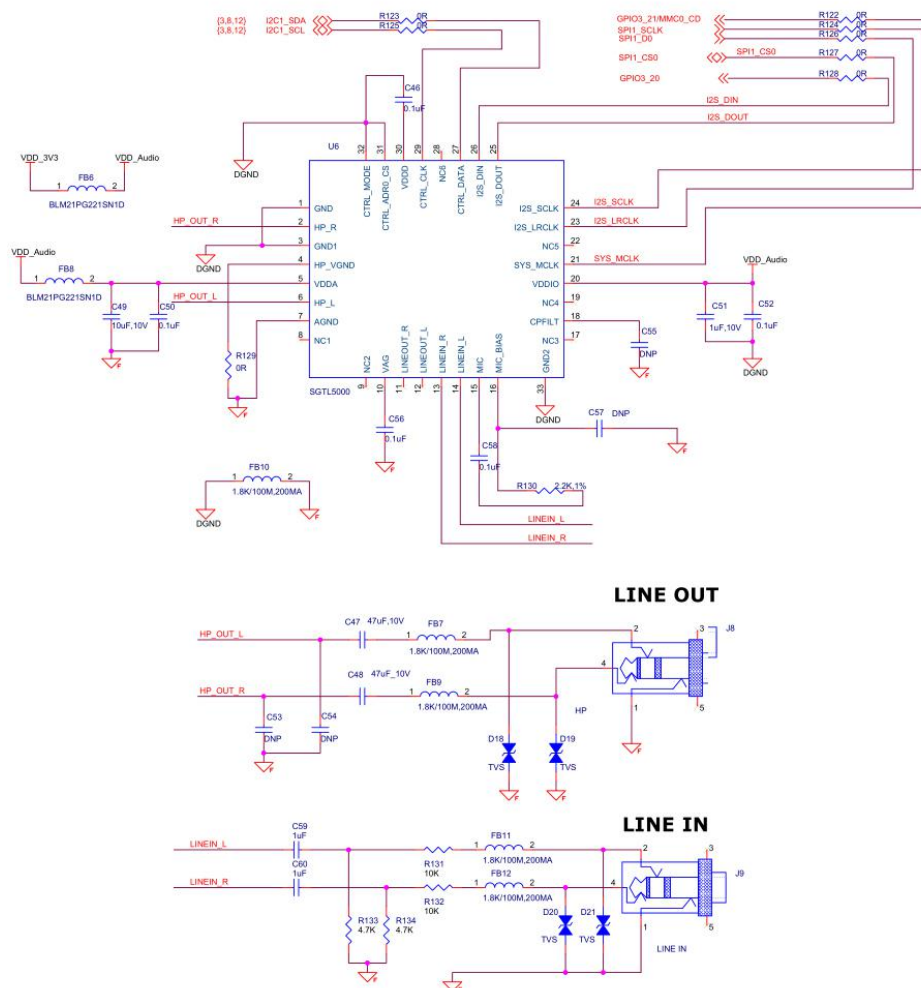 {3,8,12} I2C1_SDA R123 0R
{3,8,12} I2C1_SCL R125 0R
GPIO3_21/MMC0_CD R122 0R
SPI1_SCLK R124 0R
SPI1_D0 R126 0R
SPI1_CS0 SPI1_CS0 R127 0R
GPIO3_20 R128 0R
C46
0.1uF
I2S_DIN
I2S_DOUT
DGND
U6
32 31 30 29 28 27 26 25
CTRL_MODE
CTRL_ADR0_CS
VDDD
CTRL_CLK
NC6
CTRL_DATA
I2S_DIN
I2S_DOUT
VDD_3V3 VDD_Audio
FB6
1 2
BLM21PG221SN1D
1 GND
HP_OUT_R 2 HP_R
3 GND1
DGND
4 HP_VGND
5 VDDA
HP_OUT_L 6 HP_L
7 AGND
8 NC1
I2S_SCLK 24 I2S_SCLK
I2S_LRCLK 23 I2S_LRCLK
NC5 22
SYS_MCLK 21 SYS_MCLK
VDDIO 20
NC4 19
CPFILT 18
NC3 17
VDD_Audio
FB8
1 2
BLM21PG221SN1D
C49
10uF,10V
C50
0.1uF
VDD_Audio
C51
1uF,10V
C52
0.1uF
DGND
C55
DNP
F
R129
0R
F
F
SGTL5000
NC2
VAG
LINEOUT_R
LINEOUT_L
LINEIN_R
LINEIN_L
MIC
MIC_BIAS
GND2
9 10 11 12 13 14 15 16 33
DGND
C56
0.1uF
F
C57 DNP
F
C58
0.1uF
R130 2.2K,1%
LINEIN_L
LINEIN_R
FB10
1 2
1.8K/100M,200MA
DGND
F
LINE OUT
HP_OUT_L
C47 47uF,10V
FB7
1 2
1.8K/100M,200MA
HP_OUT_R
C48 47uF_10V
FB9
1 2
1.8K/100M,200MA
C53
DNP
C54
DNP
F
HP
D18
TVS
D19
TVS
F
F
2 3 J8
4
1 5
F
LINE IN
LINEIN_L
C59
1uF
LINEIN_R
C60
1uF
R131
10K
R132
10K
FB11
1 2
1.8K/100M,200MA
FB12
1 2
1.8K/100M,200MA
R133
4.7K
R134
4.7K
F
D20
TVS
D21
TVS
F
2 3
J9
4
1 5
LINE IN